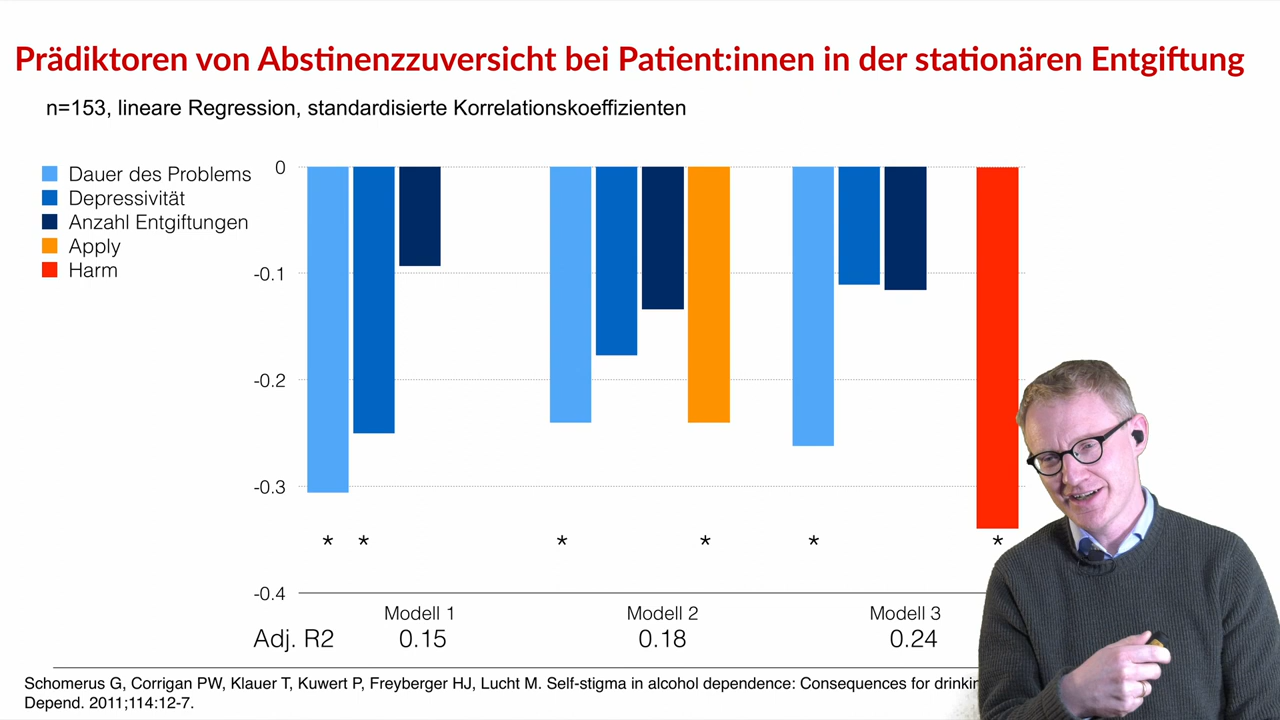 Prädiktoren von Abstinenzzuversicht bei Patient:innen in der stationären Entgiftung
n=153, lineare Regression, standardisierte Korrelationskoeffizienten
Dauer des Problems
Depressivität
Anzahl Entgiftungen
Apply
Harm
0
-0.1
-0.2
-0.3
-0.4
* * * * * *
Modell 1 Modell 2 Modell 3
Adj. R2 0.15 0.18 0.24
Schomerus G, Corrigan PW, Klauer T, Kuwert P, Freyberger HJ, Lucht M. Self-stigma in alcohol dependence: Consequences for
Depend. 2011;114:12-7.